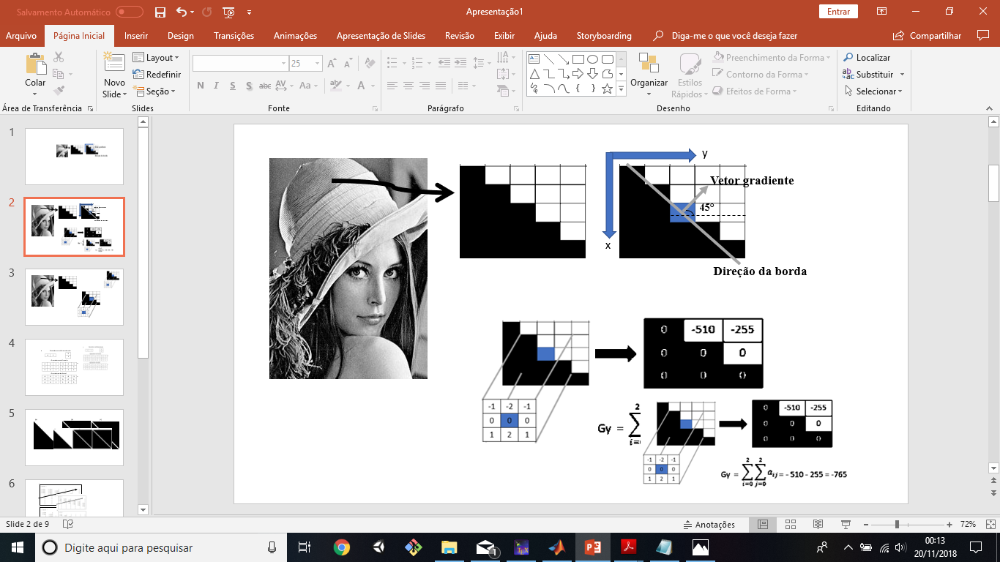 Salvamento Automático
Apresentação1
Entrar
Arquivo Página Inicial Inserir Design Transições Animações Apresentação de Slides Revisão Exibir Ajuda Storyboarding Diga-me o que você deseja fazer Compartilhar
Colar
Área de Transferência
Novo Slide
Layout
Redefinir
Seção
Slides
25
N I S S abc AV Aa A
Fonte
Parágrafo
Organizar
Estilos Rápidos
Preenchimento da Forma
Contorno da Forma
Efeitos de Forma
Desenho
Localizar
Substituir
Selecionar
Editando
1
2
3
4
5
6
y
x
Vetor gradiente
45°
Direção da borda
0 -510 -255
0 0 0
0 0 0
-1 -2 -1
0 0 0
1 2 1
Gy = ∑ 2 i=
0 -510 -255
0 0 0
0 0 0
-1 -2 -1
0 0 0
1 2 1
2 2
Gy = ∑ ∑ aij = - 510 - 255 = -765
i=0 j=0
Slide 2 de 9
Anotações
72%
Digite aqui para pesquisar
1
00:13
20/11/2018